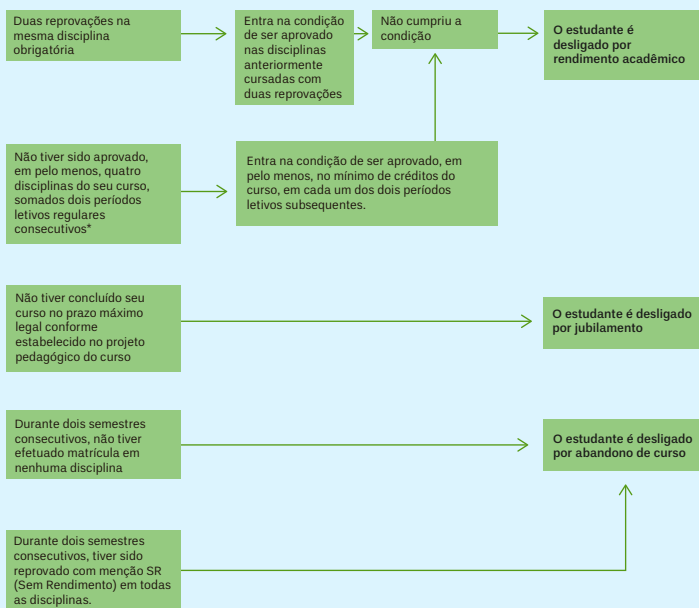 Duas reprovações na
mesma disciplina
obrigatória
Entra na condição
de ser aprovado
nas disciplinas
anteriormente
cursadas com
duas reprovações
Não cumpriu a
condição
O estudante é
desligado por
rendimento acadêmico
Não tiver sido aprovado,
em pelo menos, quatro
disciplinas do seu curso,
somados dois períodos
letivos regulares
consecutivos*
Entra na condição de ser aprovado, em
pelo menos, no mínimo de créditos do
curso, em cada um dos dois períodos
letivos subsequentes.
Não tiver concluído seu
curso no prazo máximo
legal conforme
estabelecido no projeto
pedagógico do curso
O estudante é desligado
por jubilamento
Durante dois semestres
consecutivos, não tiver
efetuado matrícula em
nenhuma disciplina
O estudante é desligado
por abandono de curso
Durante dois semestres
consecutivos, tiver sido
reprovado com menção SR
(Sem Rendimento) em todas
as disciplinas.